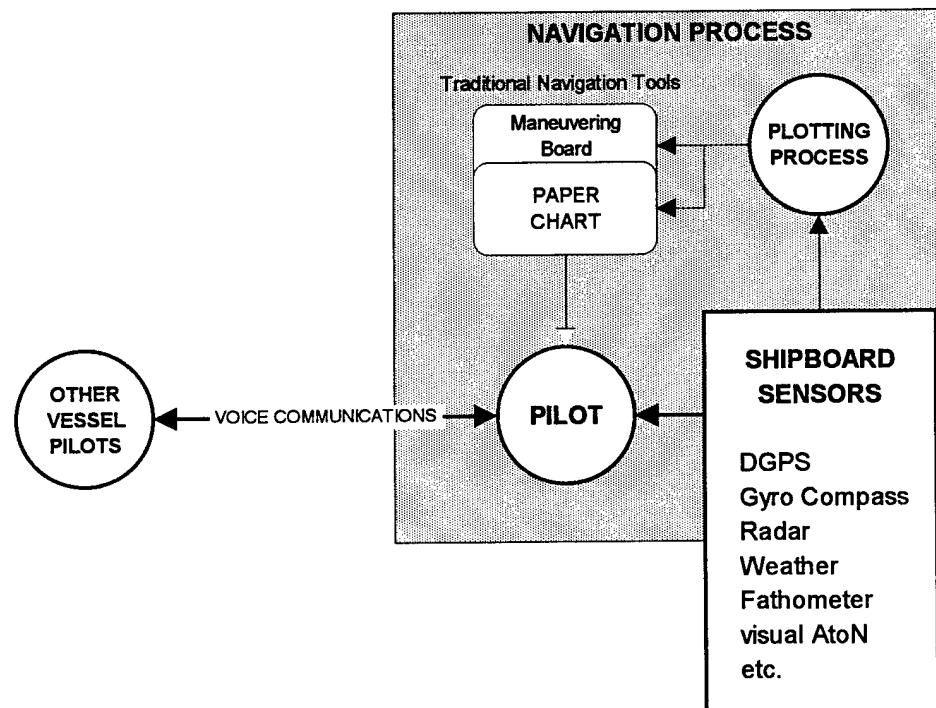 NAVIGATION PROCESS
Traditional Navigation Tools
Maneuvering
Board
PAPER
CHART
PLOTTING
PROCESS
OTHER
VESSEL
PILOTS
VOICE COMMUNICATIONS
PILOT
SHIPBOARD
SENSORS
DGPS
Gyro Compass
Radar
Weather
Fathometer
visual AtoN
etc.